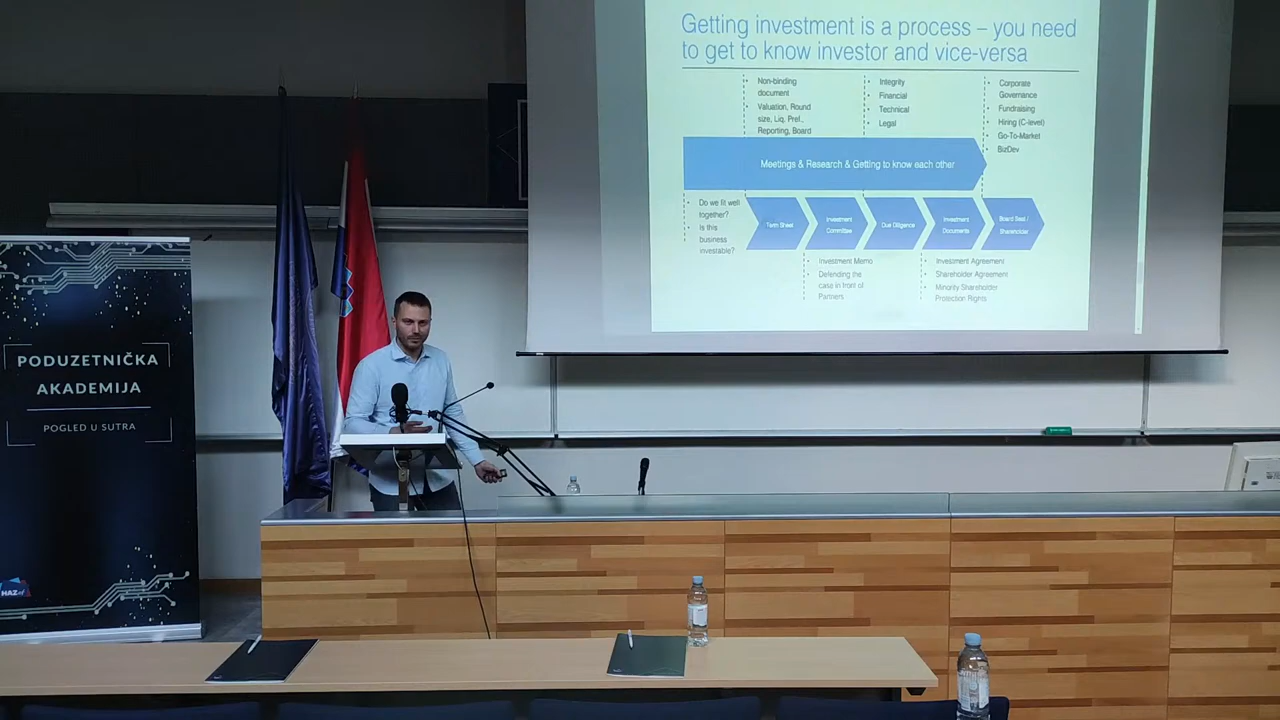 Getting investment is a process – you need
to get to know investor and vice-versa
Non-binding
document
Valuation, Round
size, Liq. Pref.,
Reporting, Board
Integrity
Financial
Technical
Legal
Corporate
Governance
Fundraising
Hiring (C-level)
Go-To-Market
BizDev
Meetings & Research & Getting to know each other
Do we fit well
together?
Is this
business
investable?
Term Sheet
Investment
Committee
Due Diligence
Investment
Documents
Board Seat /
Shareholder
Investment Memo
Defending the
case in front of
Partners
Investment Agreement
Shareholder Agreement
Minority Shareholder
Protection Rights
PODUZETNIČKA
AKADEMIJA
POGLED U SUTRA
HAZ